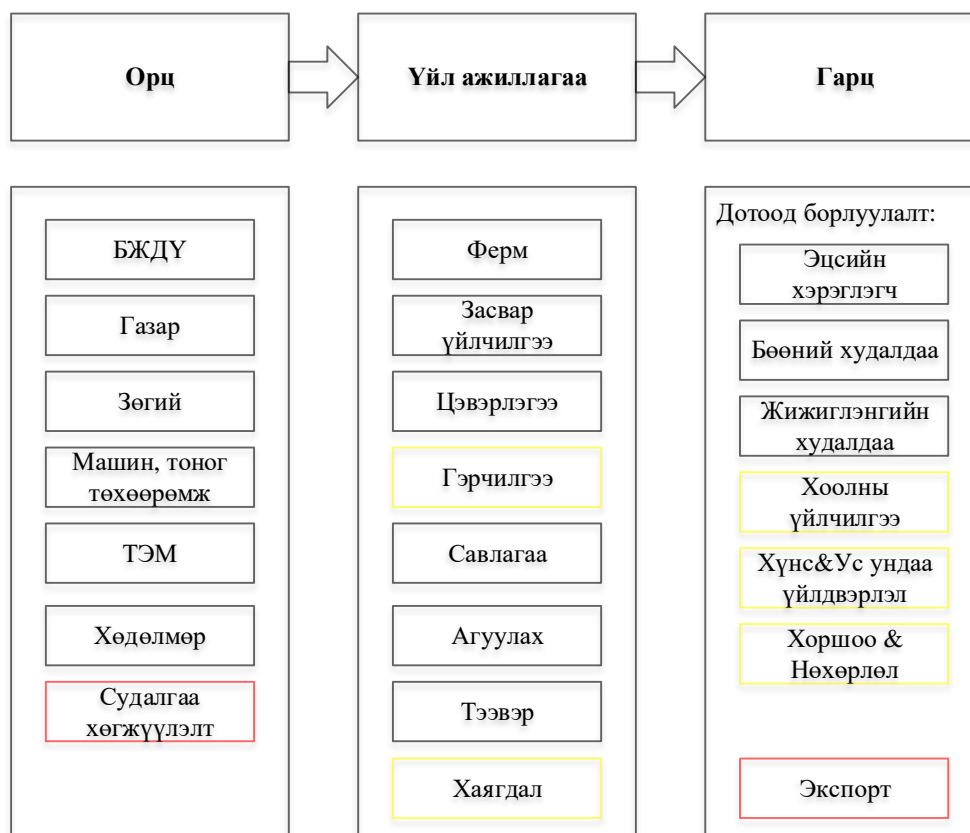 Орц
Үйл ажиллагаа
Гарц
БЖДҮ
Газар
Зөгий
Машин, тоног
төхөөрөмж
ТЭМ
Хөдөлмөр
Судалгаа
хөгжүүлэлт
Ферм
Засвар
үйлчилгээ
Цэвэрлэгээ
Гэрчилгээ
Савлагаа
Агуулах
Тээвэр
Хаягдал
Дотоод борлуулалт:
Эцсийн
хэрэглэгч
Бөөний худалдаа
Жижиглэнгийн
худалдаа
Хоолны
үйлчилгээ
Хүнс&Ус ундаа
үйлдвэрлэл
Хоршоо &
Нөхөрлөл
Экспорт